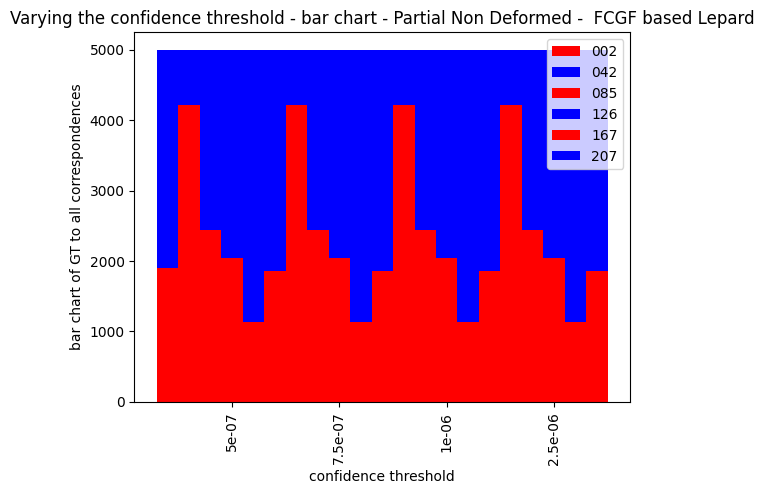 Varying the confidence threshold - bar chart - Partial Non Deformed -  FCGF based Lepard
002
042
085
126
167
207
bar chart of GT to all correspondences
5000
4000
3000
2000
1000
0
5e-07
7.5e-07
1e-06
2.5e-06
confidence threshold